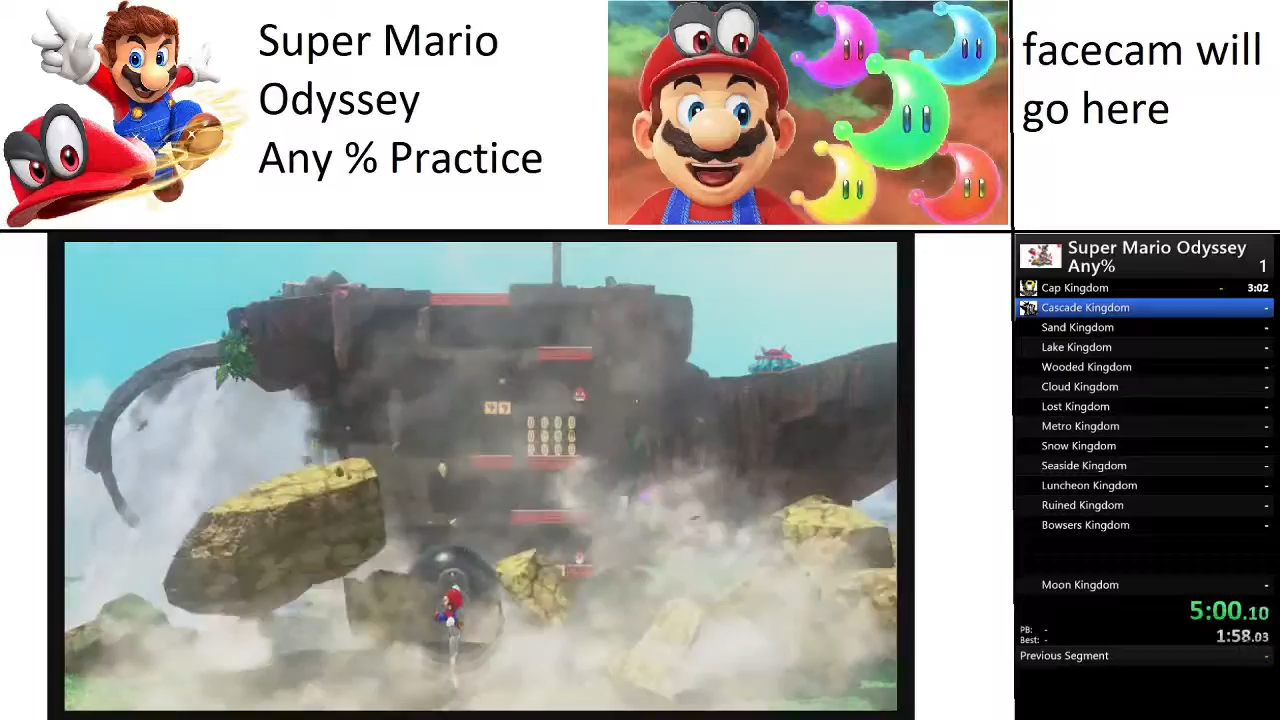 Super Mario
Odyssey
Any % Practice
facecam will
go here
Super Mario Odyssey
Any% 1
Cap Kingdom - 3:02
Cascade Kingdom -
Sand Kingdom -
Lake Kingdom -
Wooded Kingdom -
Cloud Kingdom -
Lost Kingdom -
Metro Kingdom -
Snow Kingdom -
Seaside Kingdom -
Luncheon Kingdom -
Ruined Kingdom -
Bowsers Kingdom -
Moon Kingdom -
5:00.10
PB: -
Best: - 1:58.03
Previous Segment -